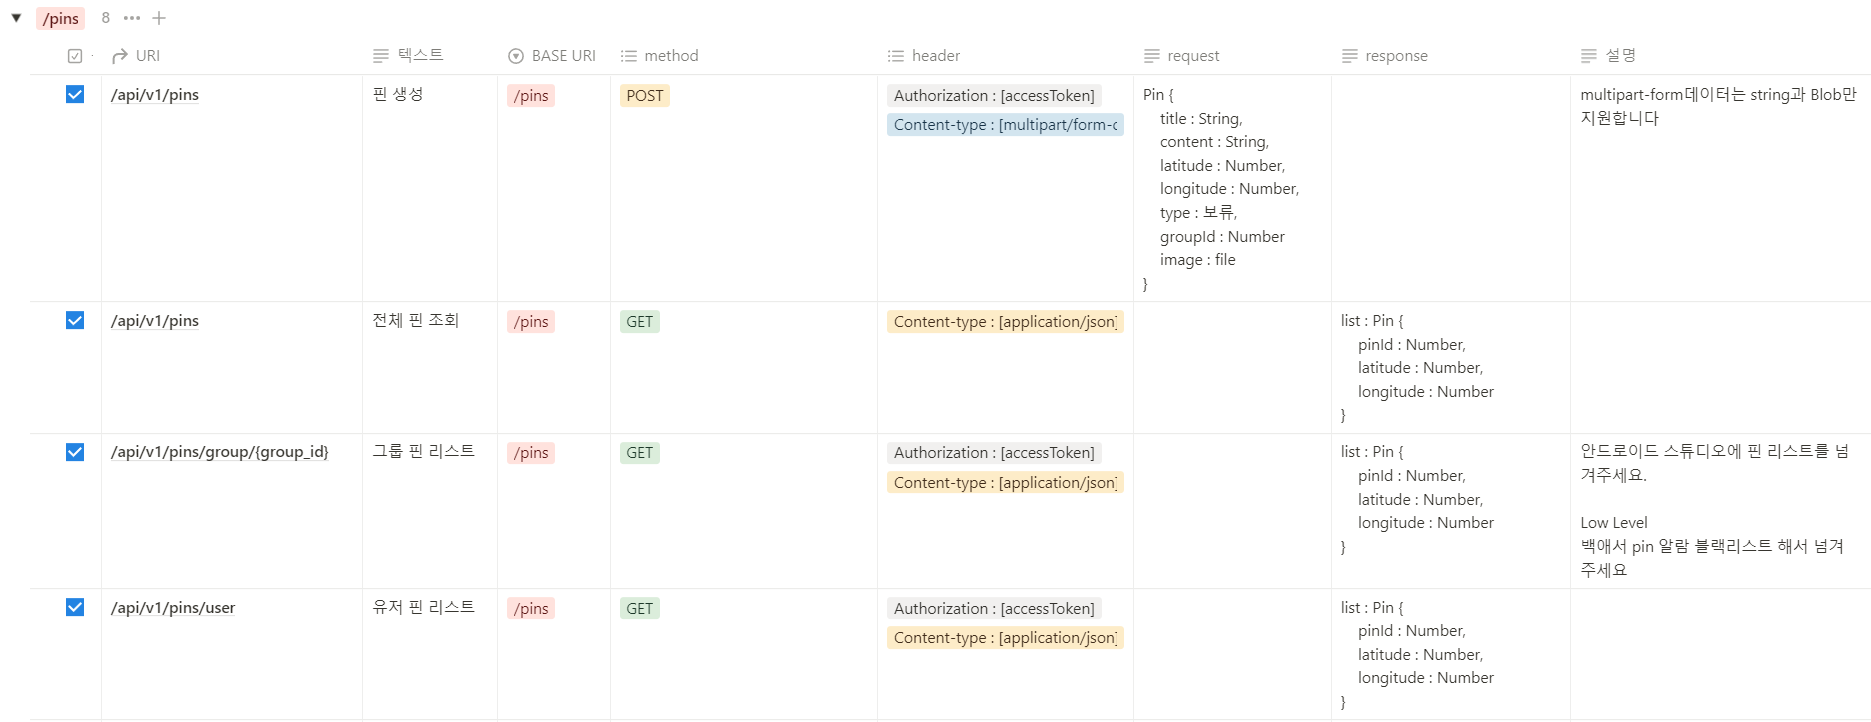 /pins 8
URI 텍스트 BASE URI method header request response 설명
/api/v1/pins
핀 생성
/pins
POST
Authorization : [accessToken]
Content-type : [multipart/form-
Pin {
title : String,
content : String,
latitude : Number,
longitude : Number,
type : 보류,
groupId : Number
image : file
}
multipart-form데이터는 string과 Blob만
지원합니다
/api/v1/pins
전체 핀 조회
/pins
GET
Content-type : [application/json]
list : Pin {
pinId : Number,
latitude : Number,
longitude : Number
}
/api/v1/pins/group/{group_id}
그룹 핀 리스트
/pins
GET
Authorization : [accessToken]
Content-type : [application/json]
list : Pin {
pinId : Number,
latitude : Number,
longitude : Number
}
안드로이드 스튜디오에 핀 리스트를 넘
겨주세요.
Low Level
백애서 pin 알람 블랙리스트 해서 넘겨
주세요
/api/v1/pins/user
유저 핀 리스트
/pins
GET
Authorization : [accessToken]
Content-type : [application/json]
list : Pin {
pinId : Number,
latitude : Number,
longitude : Number
}